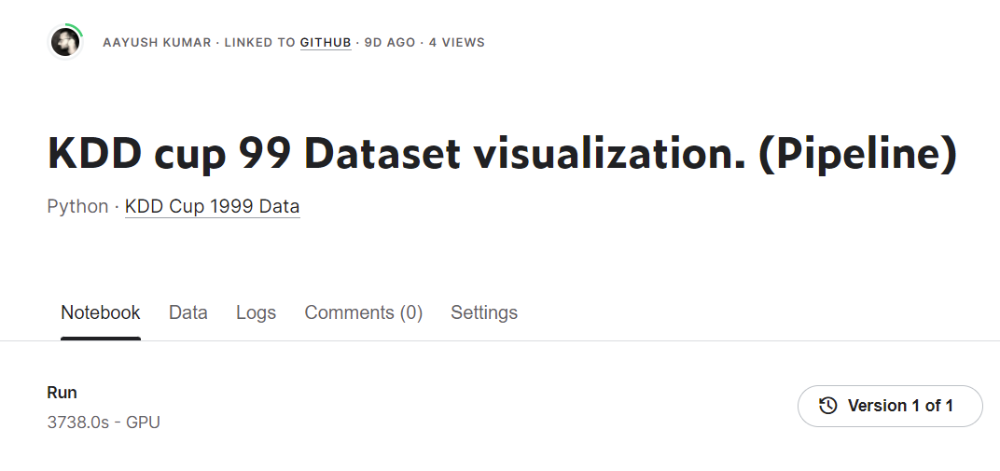 AAYUSH KUMAR · LINKED TO GITHUB · 9D AGO · 4 VIEWS
KDD cup 99 Dataset visualization. (Pipeline)
Python · KDD Cup 1999 Data
Notebook Data Logs Comments (0) Settings
Run
3738.0s - GPU
Version 1 of 1